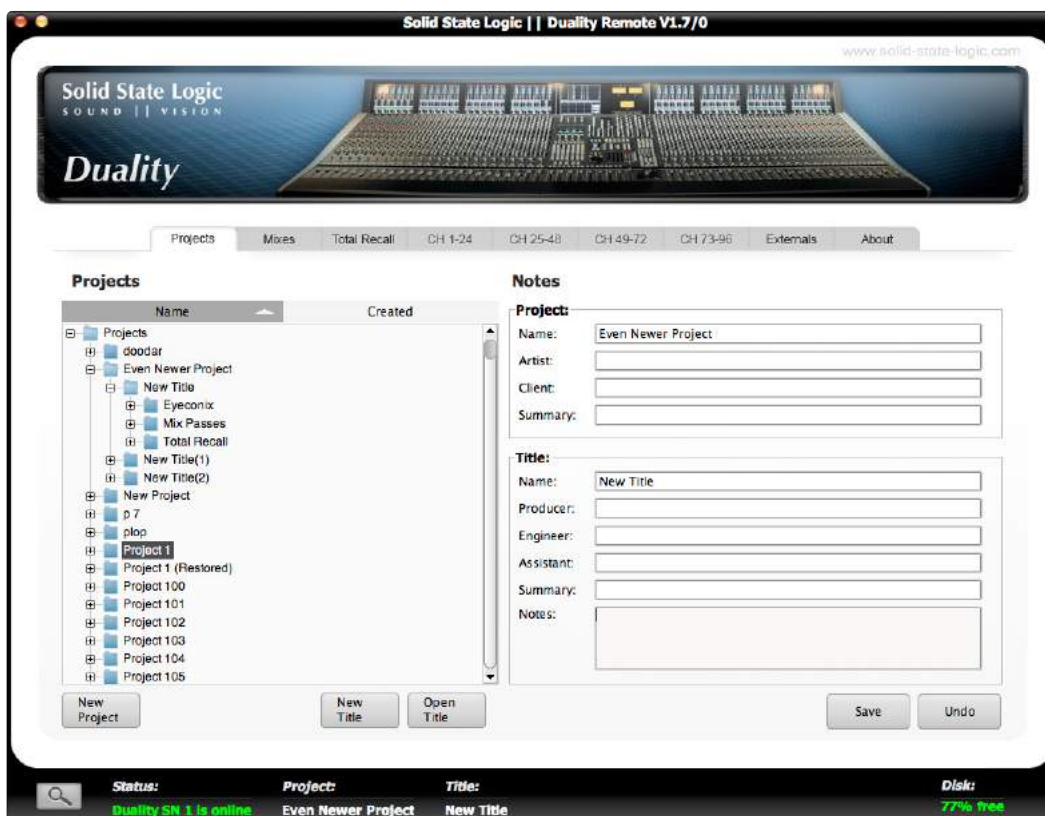 Solid State Logic || Duality Remote V1.7/0
www.solid-state-logic.com
Solid State Logic
SOUND || VISION
Duality
Projects Mixes Total Recall CH 1-24 CH 25-48 CH 49-72 CH 73-96 Externals About
Projects
Name Created
Projects
doodar
Even Newer Project
New Title
Eyeconix
Mix Passes
Total Recall
New Title(1)
New Title(2)
New Project
p 7
plop
Project 1
Project 1 (Restored)
Project 100
Project 101
Project 102
Project 103
Project 104
Project 105
New Project
New Title
Open Title
Notes
Project:
Name: Even Newer Project
Artist:
Client:
Summary:
Title:
Name: New Title
Producer:
Engineer:
Assistant:
Summary:
Notes:
Save Undo
Status: Project: Title: Disk:
Duality SN 1 is online Even Newer Project New Title 77% free